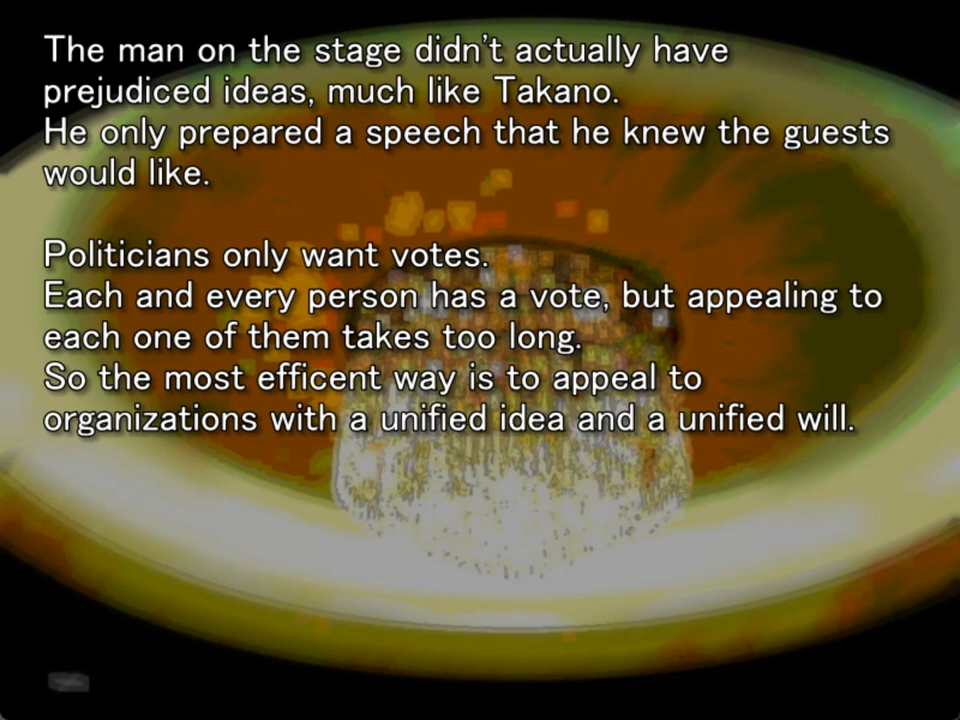 The man on the stage didn't actually have
prejudiced ideas, much like Takano.
He only prepared a speech that he knew the guests
would like.
Politicians only want votes.
Each and every person has a vote, but appealing to
each one of them takes too long.
So the most efficent way is to appeal to
organizations with a unified idea and a unified will.